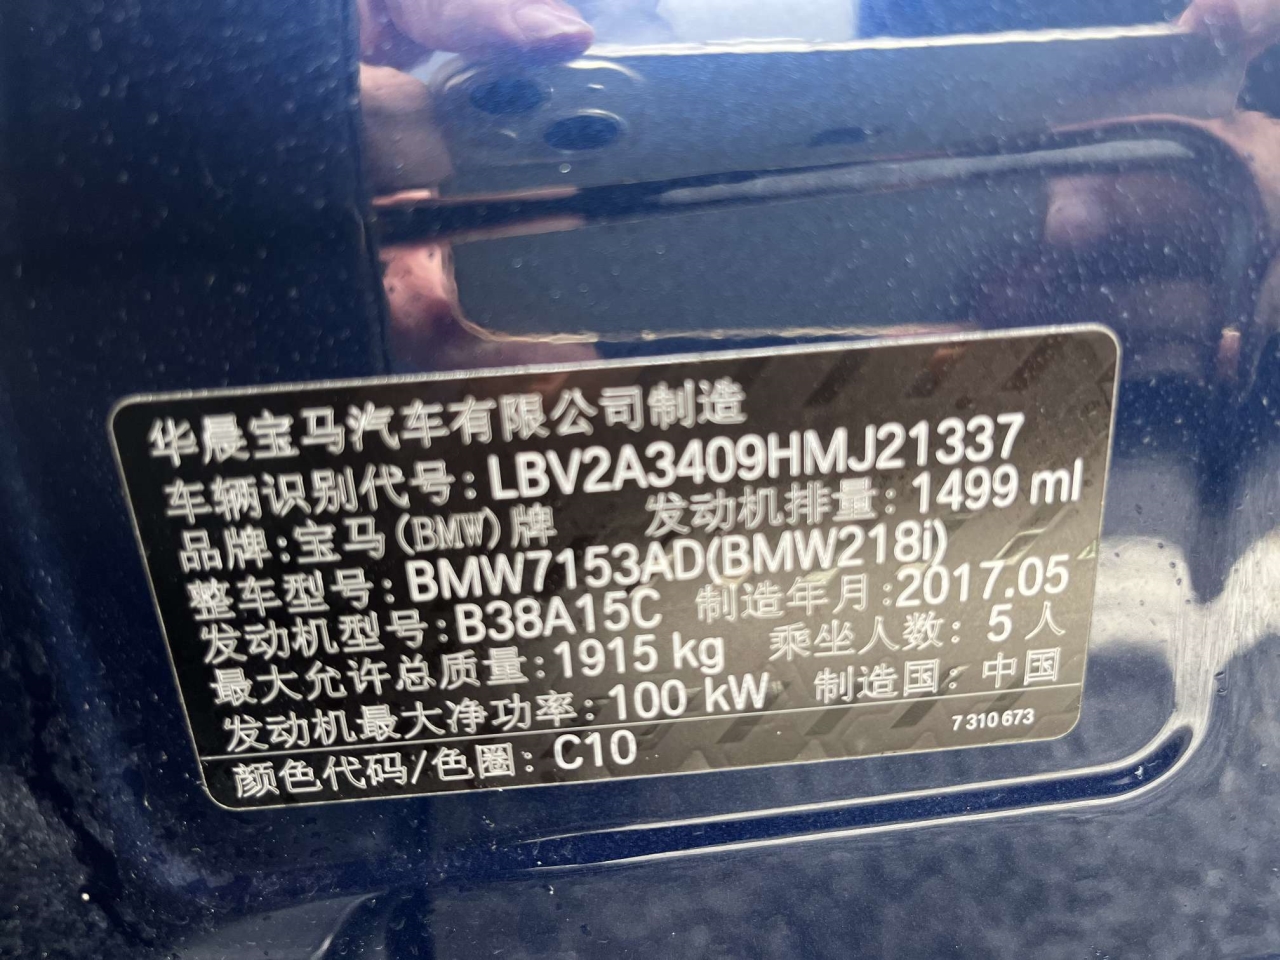 华晨宝马汽车有限公司制造
车辆识别代号: LBV2A3409HMJ21337
品牌:宝马(BMW)牌 发动机排量: 1499 ml
整车型号: BMW7153AD(BMW218i)
发动机型号:B38A15C 制造年月:2017.05
最大允许总质量:1915 kg 乘坐人数: 5 人
发动机最大净功率:100 kW 制造国: 中国
7 310 673
颜色代码/色圈: C10